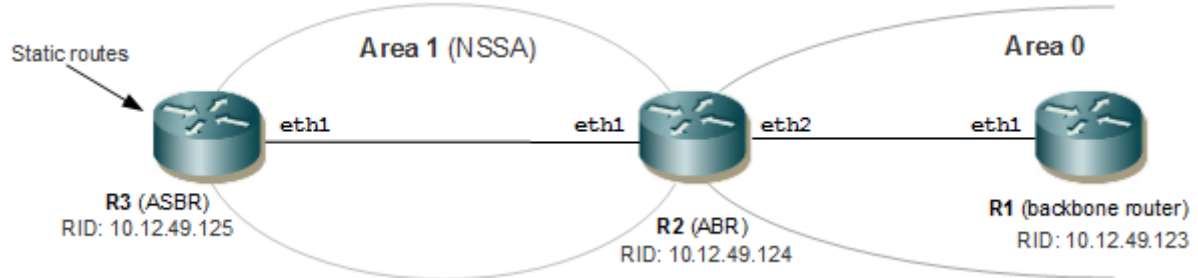 Static routes
Area 1 (NSSA)
Area 0
eth1
eth1
eth2
eth1
R3 (ASBR)
RID: 10.12.49.125
R2 (ABR)
RID: 10.12.49.124
R1 (backbone router)
RID: 10.12.49.123